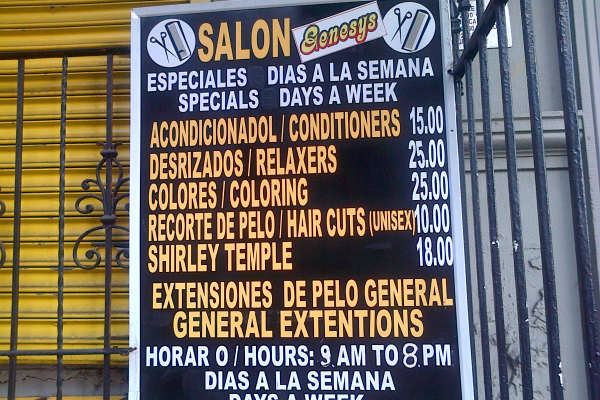 SALON Genesys
ESPECIALES DIAS A LA SEMANA
SPECIALS DAYS A WEEK
ACONDICIONADOL / CONDITIONERS 15.00
DESRIZADOS / RELAXERS 25.00
COLORES / COLORING 25.00
RECORTE DE PELO / HAIR CUTS (UNISEX) 10.00
SHIRLEY TEMPLE 18.00
EXTENSIONES DE PELO GENERAL
GENERAL EXTENTIONS
HORAR O / HOURS: 9 AM TO 8 PM
DIAS A LA SEMANA
DAYS A WEEK